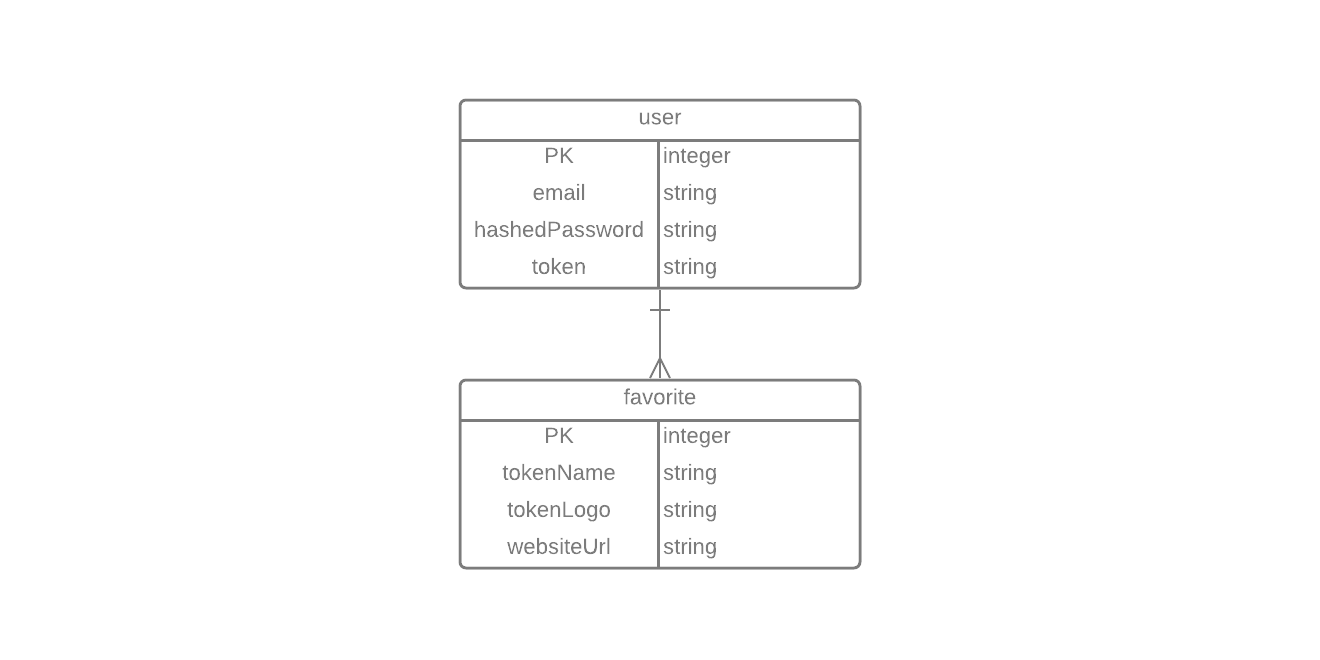 user
PK integer
email string
hashedPassword string
token string
favorite
PK integer
tokenName string
tokenLogo string
websiteUrl string